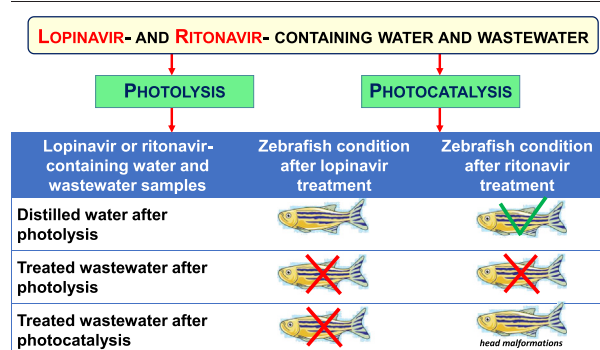 LOPINAVIR- AND RITONAVIR- CONTAINING WATER AND WASTEWATER
PHOTOLYSIS
PHOTOCATALYSIS
Lopinavir or ritonavir-
containing water and
wastewater samples
Zebrafish condition
after lopinavir
treatment
Zebrafish condition
after ritonavir
treatment
Distilled water after
photolysis
Treated wastewater after
photolysis
Treated wastewater after
photocatalysis
head malformations